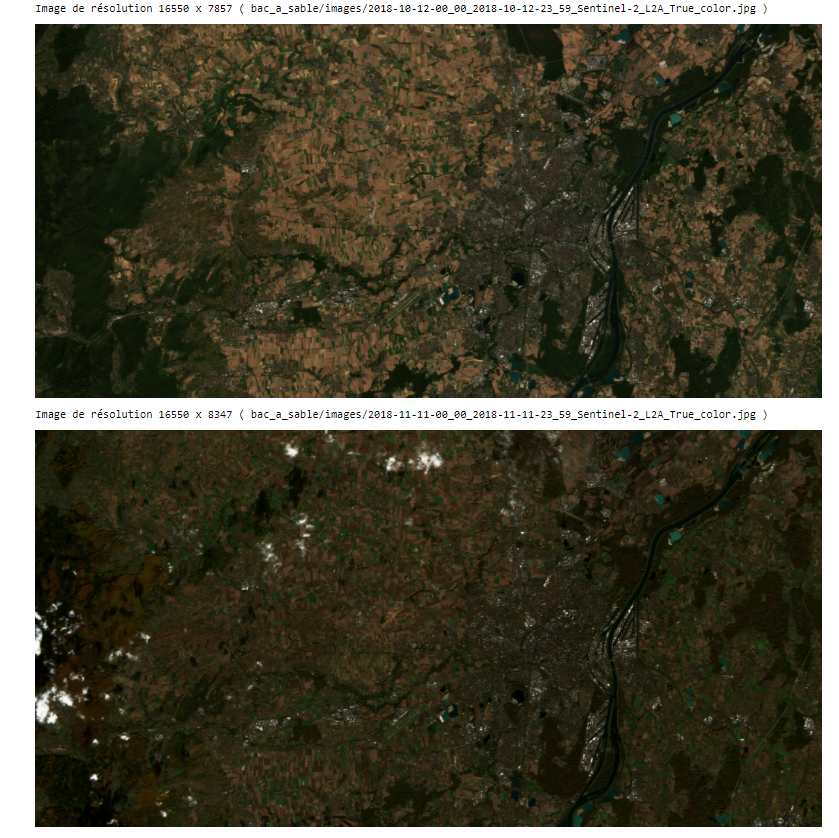 Image de résolution 16550 x 7857 ( bac_a_sable/images/2018-10-12-00_00_2018-10-12-23_59_Sentinel-2_L2A_True_color.jpg )
Image de résolution 16550 x 8347 ( bac_a_sable/images/2018-11-11-00_00_2018-11-11-23_59_Sentinel-2_L2A_True_color.jpg )